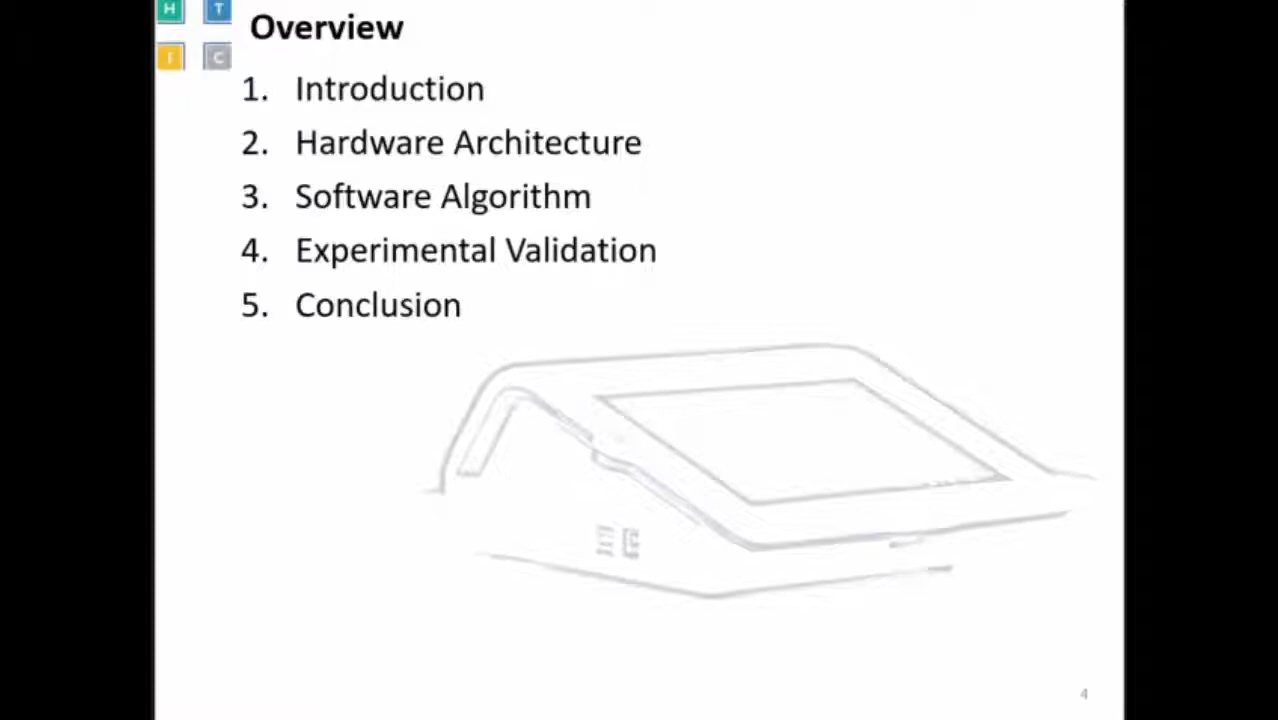 H T
I C
Overview
1. Introduction
2. Hardware Architecture
3. Software Algorithm
4. Experimental Validation
5. Conclusion
4